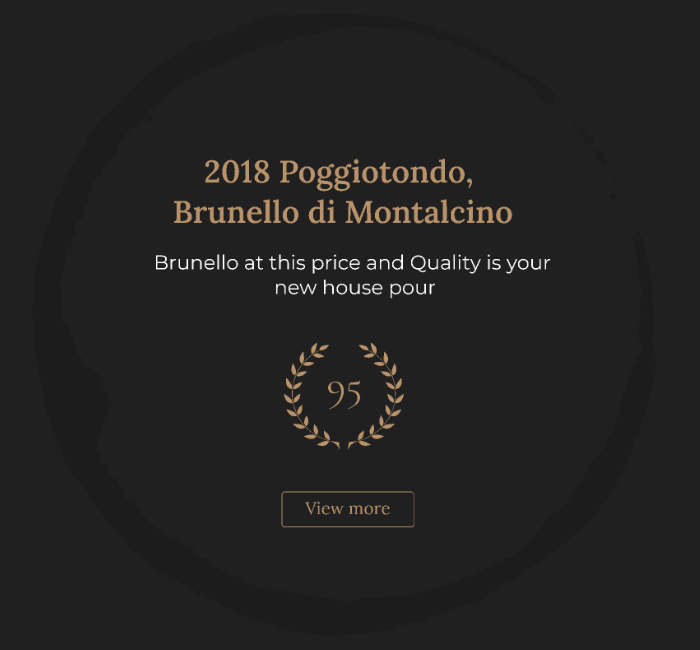 2018 Poggiotondo,
Brunello di Montalcino
Brunello at this price and Quality is your
new house pour
95
View more